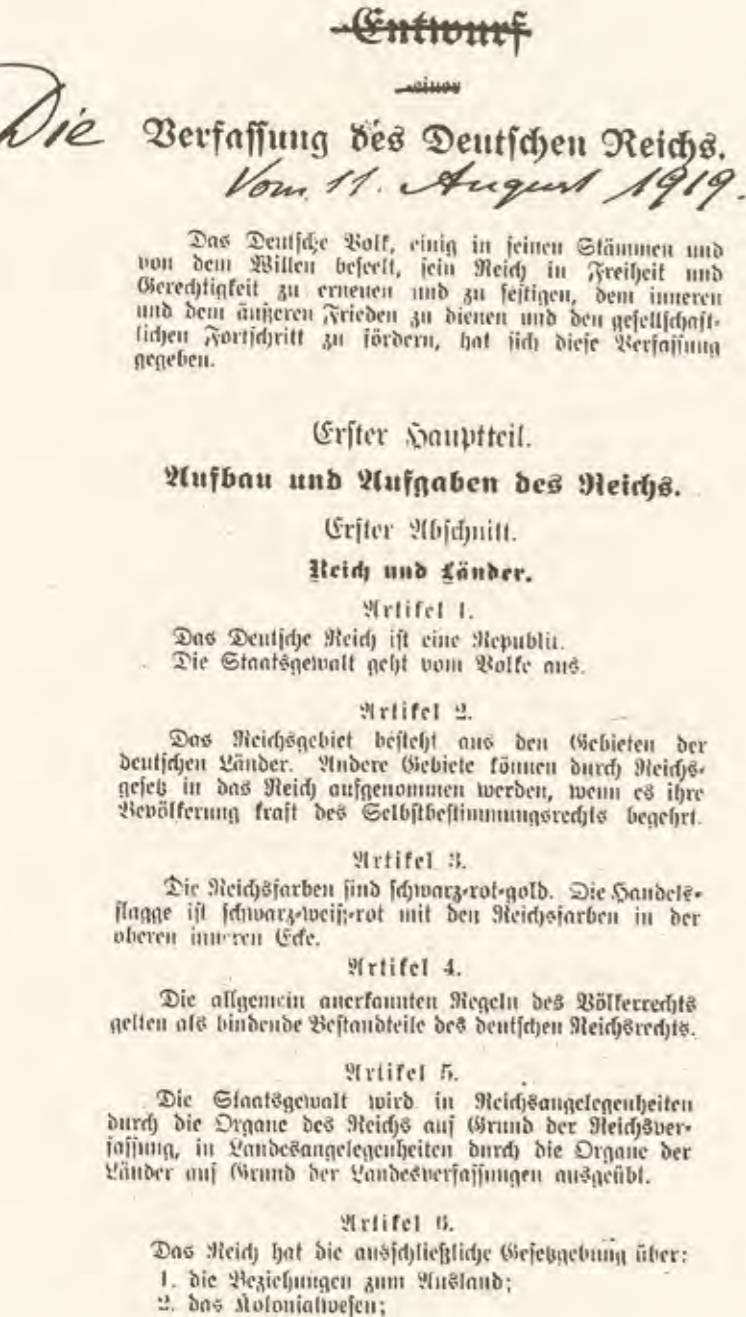 Entwurf
einer
Die Verfassung des Deutschen Reichs.
Vom 11. August 1919.
Das Deutsche Volk, einig in seinen Stämmen und
von dem Willen beseelt, sein Reich in Freiheit und
Gerechtigkeit zu erneuen und zu festigen, dem inneren
und dem äußeren Frieden zu dienen und den gesellschaft-
lichen Fortschritt zu fördern, hat sich diese Verfassung
gegeben.
Erster Hauptteil.
Aufbau und Aufgaben des Reichs.
Erster Abschnitt.
Reich und Länder.
Artikel 1.
Das Deutsche Reich ist eine Republik.
Die Staatsgewalt geht vom Volke aus.
Artikel 2.
Das Reichsgebiet besteht aus den Gebieten der
deutschen Länder. Andere Gebiete können durch Reichs-
gesetz in das Reich aufgenommen werden, wenn es ihre
Bevölkerung kraft des Selbstbestimmungsrechts begehrt.
Artikel 3.
Die Reichsfarben sind schwarz-rot-gold. Die Handels-
flagge ist schwarz-weiß-rot mit den Reichsfarben in der
oberen inneren Ecke.
Artikel 4.
Die allgemein anerkannten Regeln des Völkerrechts
gelten als bindende Bestandteile des deutschen Reichsrechts.
Artikel 5.
Die Staatsgewalt wird in Reichsangelegenheiten
durch die Organe des Reichs auf Grund der Reichsver-
fassung, in Landesangelegenheiten durch die Organe der
Länder auf Grund der Landesverfassungen ausgeübt.
Artikel 6.
Das Reich hat die ausschließliche Gesetzgebung über:
1. die Beziehungen zum Ausland;
2. das Kolonialwesen;